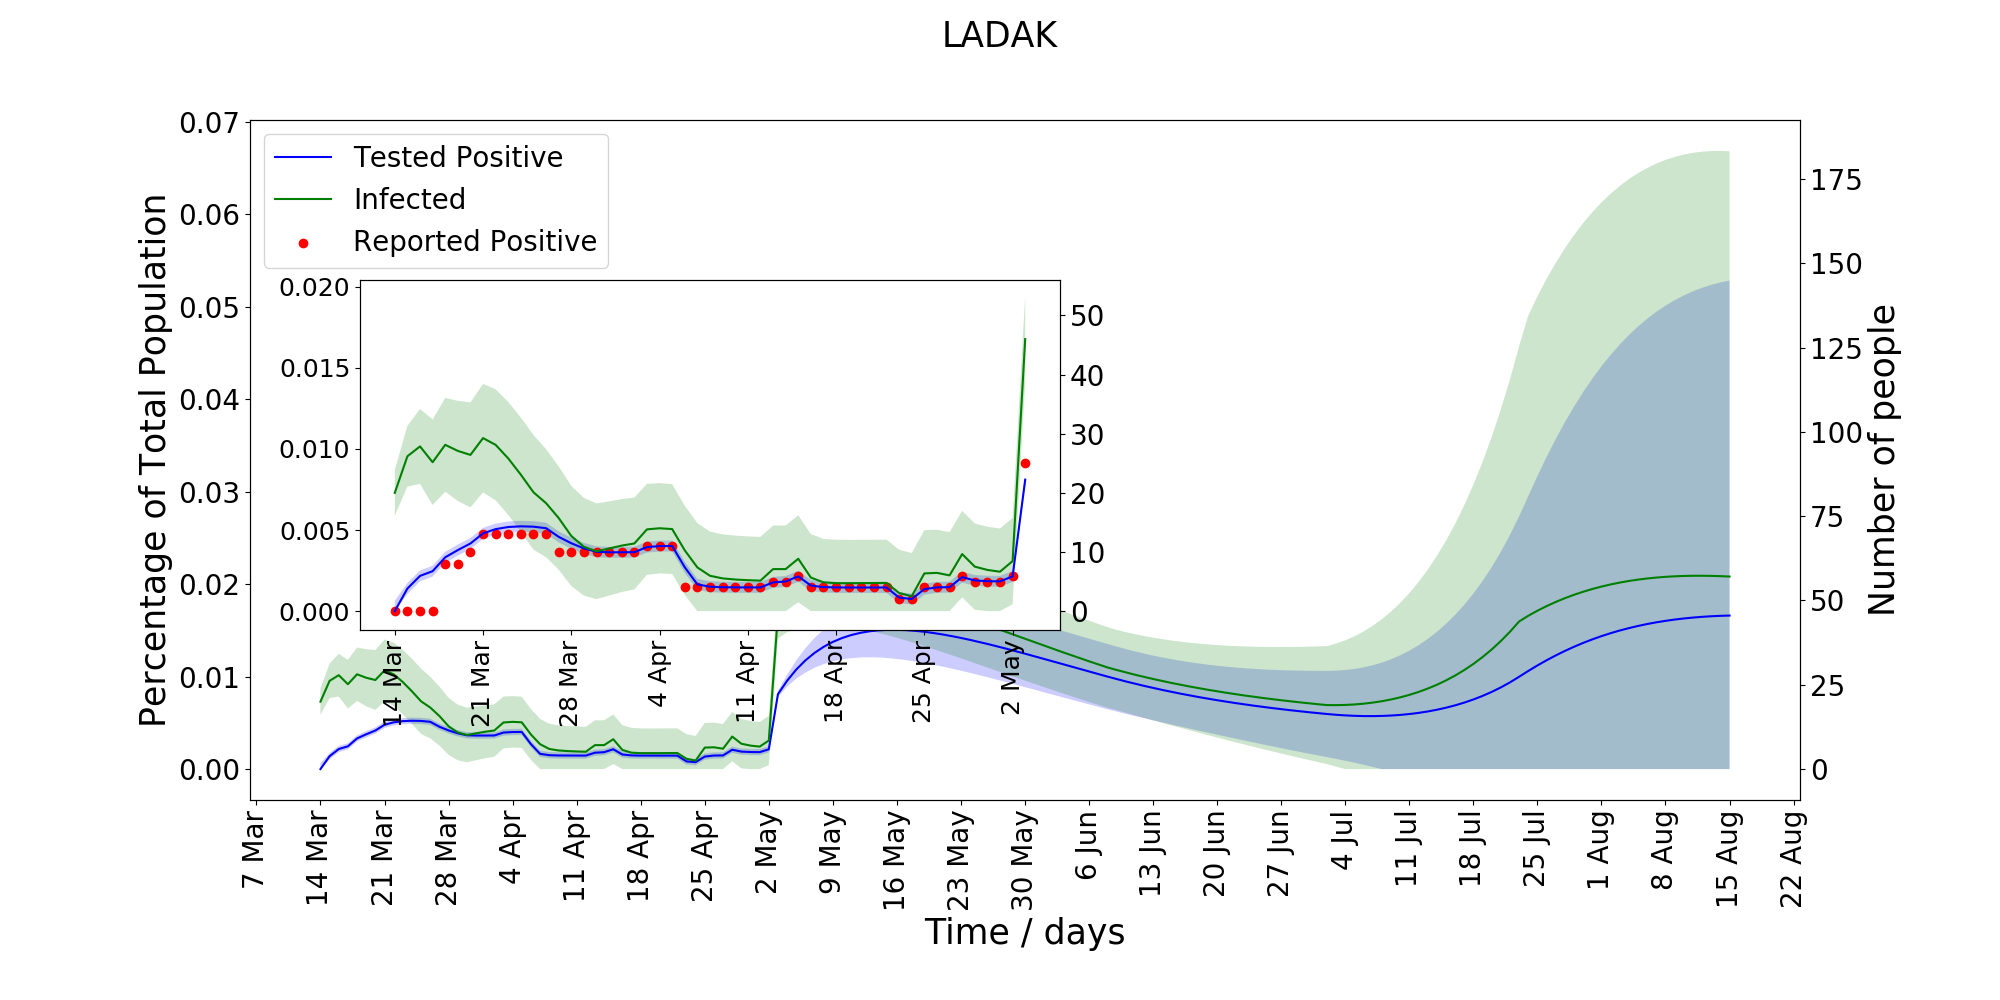 LADAK
Tested Positive
Infected
Reported Positive
Percentage of Total Population
0.07
0.06
0.05
0.04
0.03
0.02
0.01
0.00
0.020
0.015
0.010
0.005
0.000
50
40
30
20
10
0
14 Mar
21 Mar
28 Mar
4 Apr
11 Apr
18 Apr
25 Apr
2 May
175
150
125
100
75
50
25
0
Number of people
7 Mar
14 Mar
21 Mar
28 Mar
4 Apr
11 Apr
18 Apr
25 Apr
2 May
9 May
16 May
23 May
30 May
6 Jun
13 Jun
20 Jun
27 Jun
4 Jul
11 Jul
18 Jul
25 Jul
1 Aug
8 Aug
15 Aug
22 Aug
Time / days